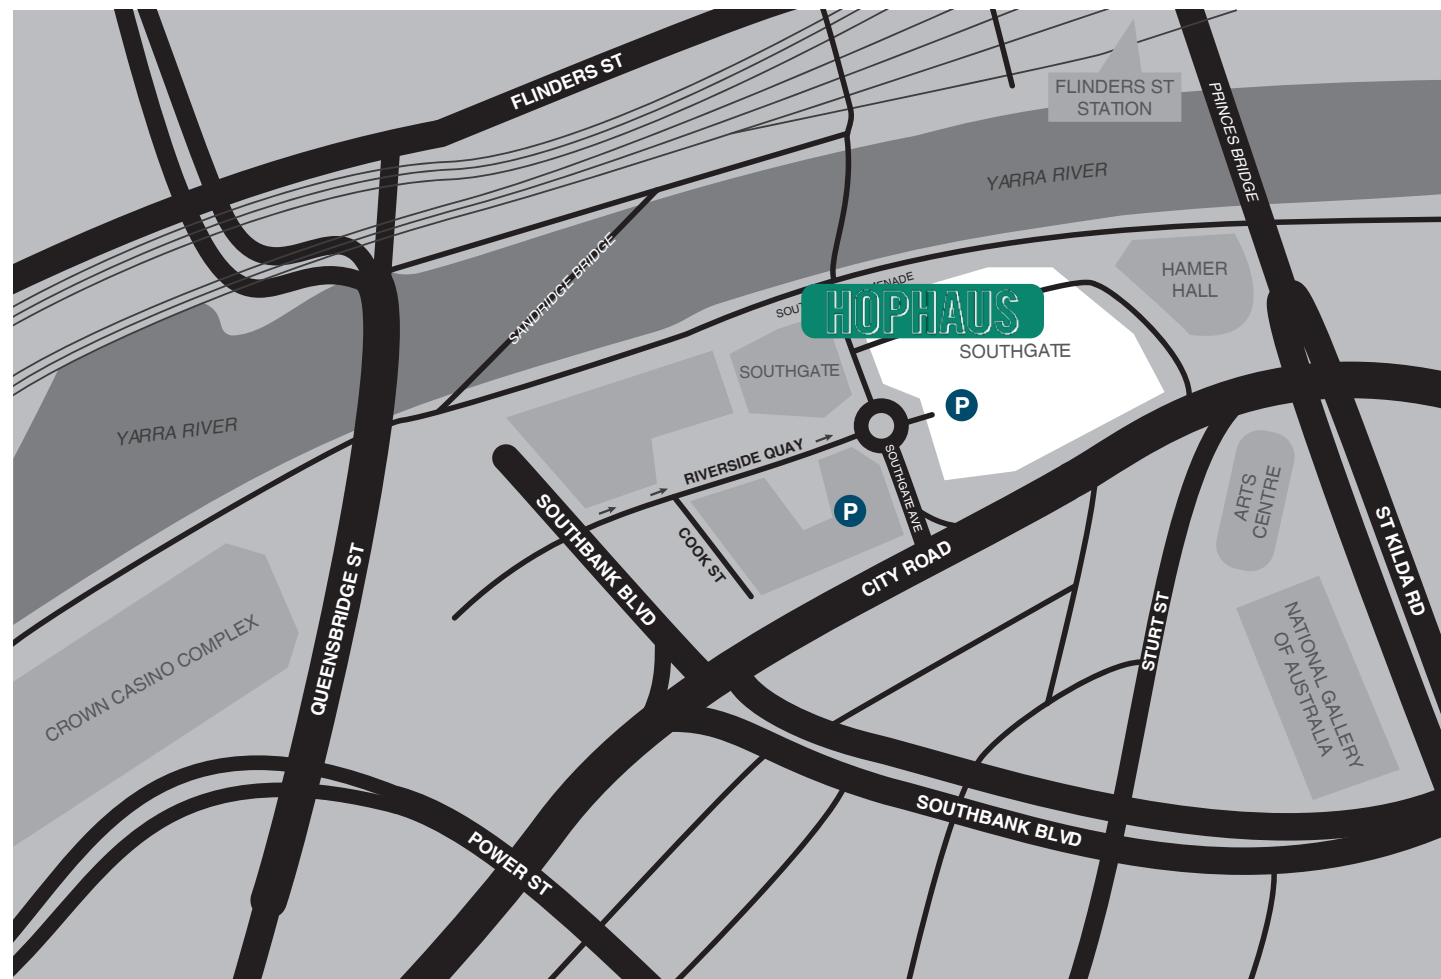 FLINDERS ST
FLINDERS ST
STATION
PRINCES BRIDGE
YARRA RIVER
SANDRIDGE BRIDGE
HAMER
HALL
HOPHAUS
SOUTHGATE
SOUTHGATE
P
YARRA RIVER
RIVERSIDE QUAY
SOUTHGATE AVE
P
ARTS
CENTRE
SOUTHBANK BLVD
COOK ST
CITY ROAD
ST KILDA RD
QUEENSBRIDGE ST
CROWN CASINO COMPLEX
STURT ST
NATIONAL GALLERY
OF AUSTRALIA
SOUTHBANK BLVD
POWER ST